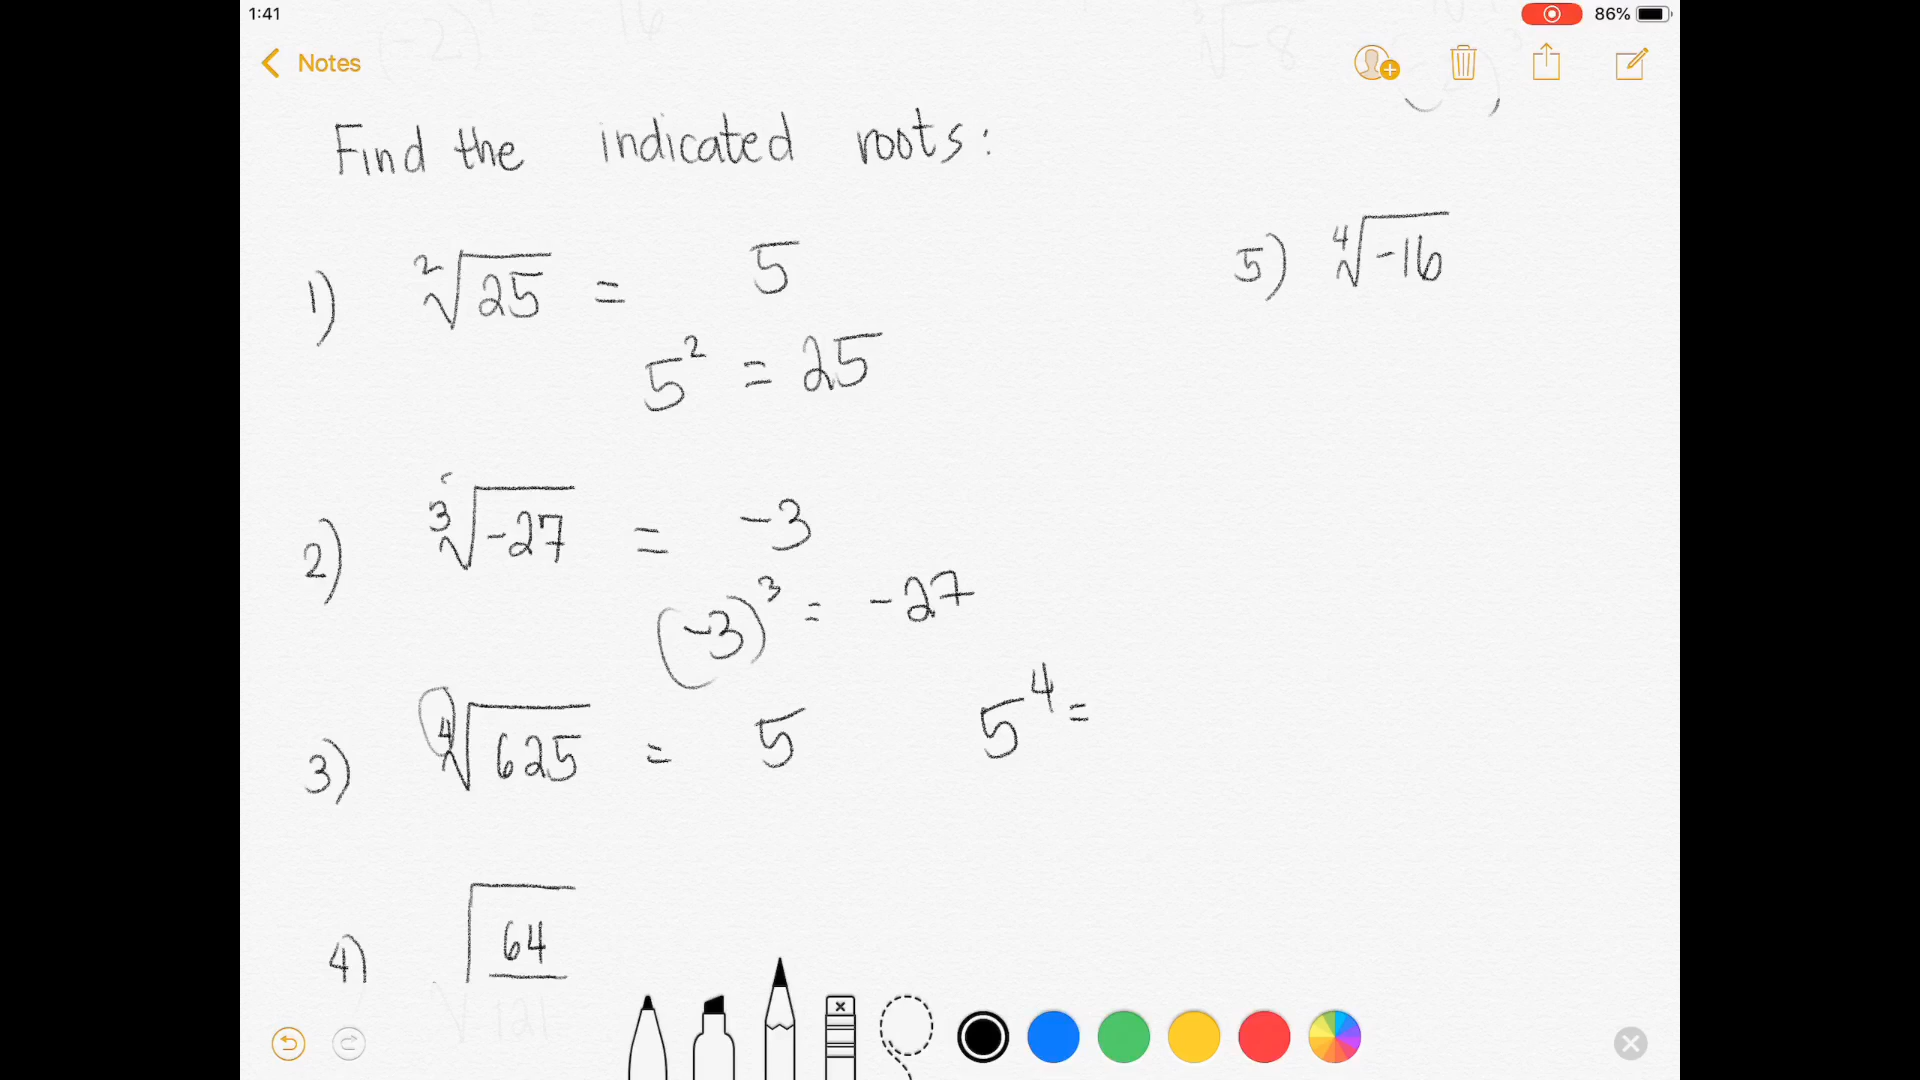 1:41
86%
Notes
Find the indicated roots:
1) ²√25 = 5
5² = 25
2) ³√-27 = -3
(-3)³ = -27
3) ⁴√625 = 5
5⁴ =
4) √64
121
5) ⁴√-16